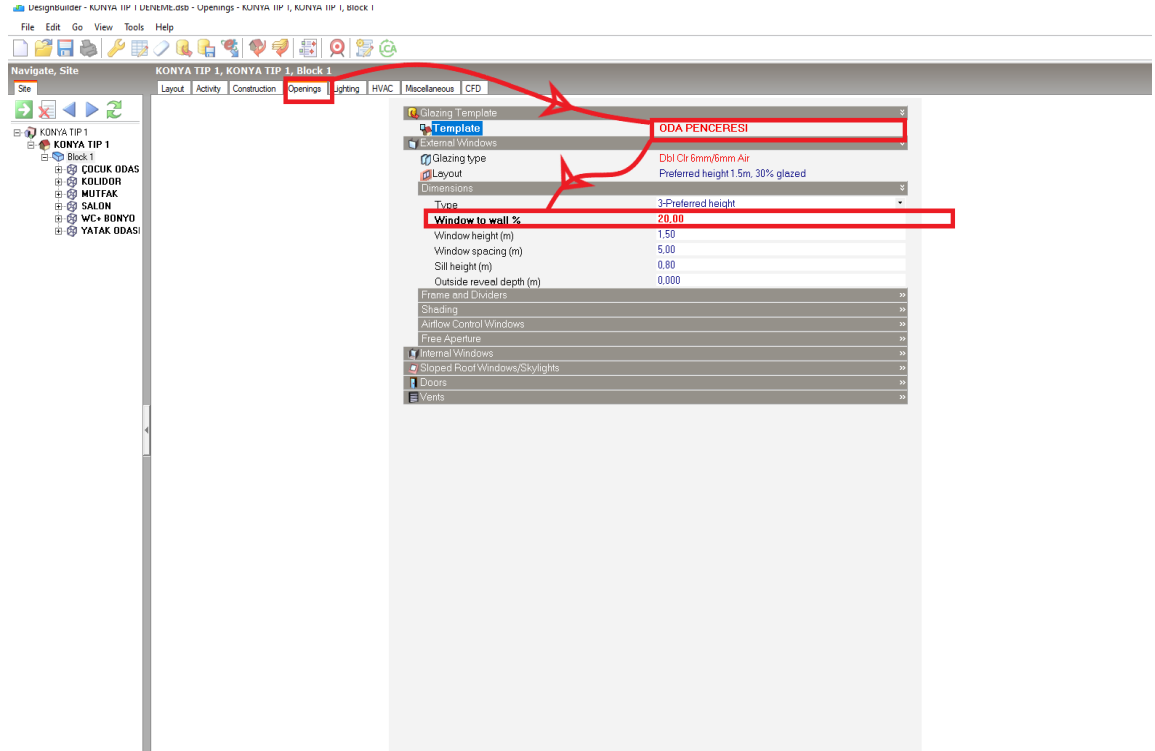 DesignBuilder - KONYA TIP 1 DENEME.dsb - Openings - KONYA TIP 1, KONYA TIP 1, Block 1
File Edit Go View Tools Help
Navigate, Site
KONYA TIP 1, KONYA TIP 1, Block 1
Site
Layout Activity Construction Openings Lighting HVAC Miscellaneous CFD
KONYA TIP 1
KONYA TIP 1
Block 1
ÇOCUK ODAS
KOLIDOR
MUTFAK
SALON
WC+ BONYO
YATAK ODASI
Glazing Template
Template ODA PENCERESI
External Windows
Glazing type Dbl Clr 6mm/6mm Air
Layout Preferred height 1.5m, 30% glazed
Dimensions
Type 3-Preferred height
Window to wall % 20,00
Window height (m) 1,50
Window spacing (m) 5,00
Sill height (m) 0,80
Outside reveal depth (m) 0,000
Frame and Dividers
Shading
Airflow Control Windows
Free Aperture
Internal Windows
Sloped Roof Windows/Skylights
Doors
Vents